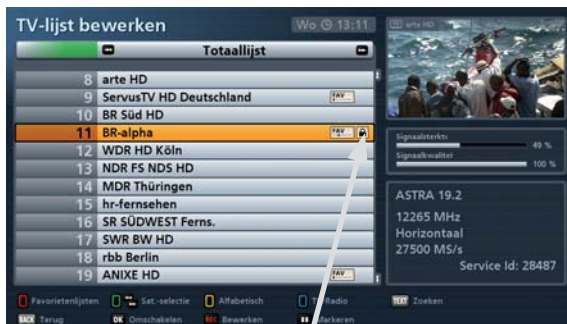 TV-lijst bewerken
Wo 13:11
arte HD
Totaallijst
8 arte HD
9 ServusTV HD Deutschland FAV
10 BR Süd HD
11 BR-alpha FAV
12 WDR HD Köln
13 NDR FS NDS HD
14 MDR Thüringen
15 hr-fernsehen
16 SR SÜDWEST Ferns.
17 SWR BW HD
18 rbb Berlin
19 ANIXE HD FAV
Signaalsterkte
49 %
Signaalkwaliteit
100 %
ASTRA 19.2
12265 MHz
Horizontaal
27500 MS/s
Service Id: 28487
Favorietenlijsten
Sat.-selectie
Alfabetisch
TV/Radio
TEXT Zoeken
BACK Terug
OK Omschakelen
REC Bewerken
Markeren